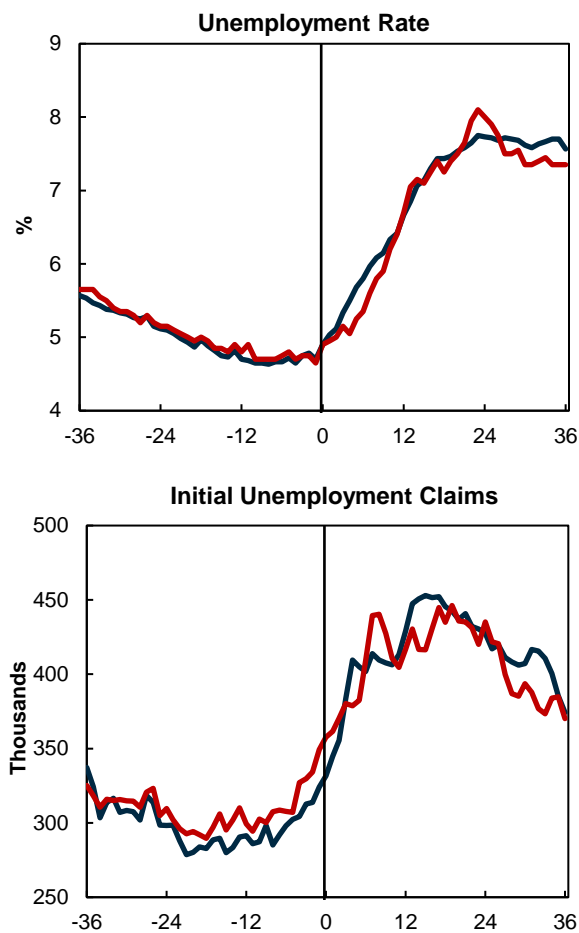 Unemployment Rate
9
8
7
6
5
4
%
-36 -24 -12 0 12 24 36
Initial Unemployment Claims
500
450
400
350
300
250
Thousands
-36 -24 -12 0 12 24 36